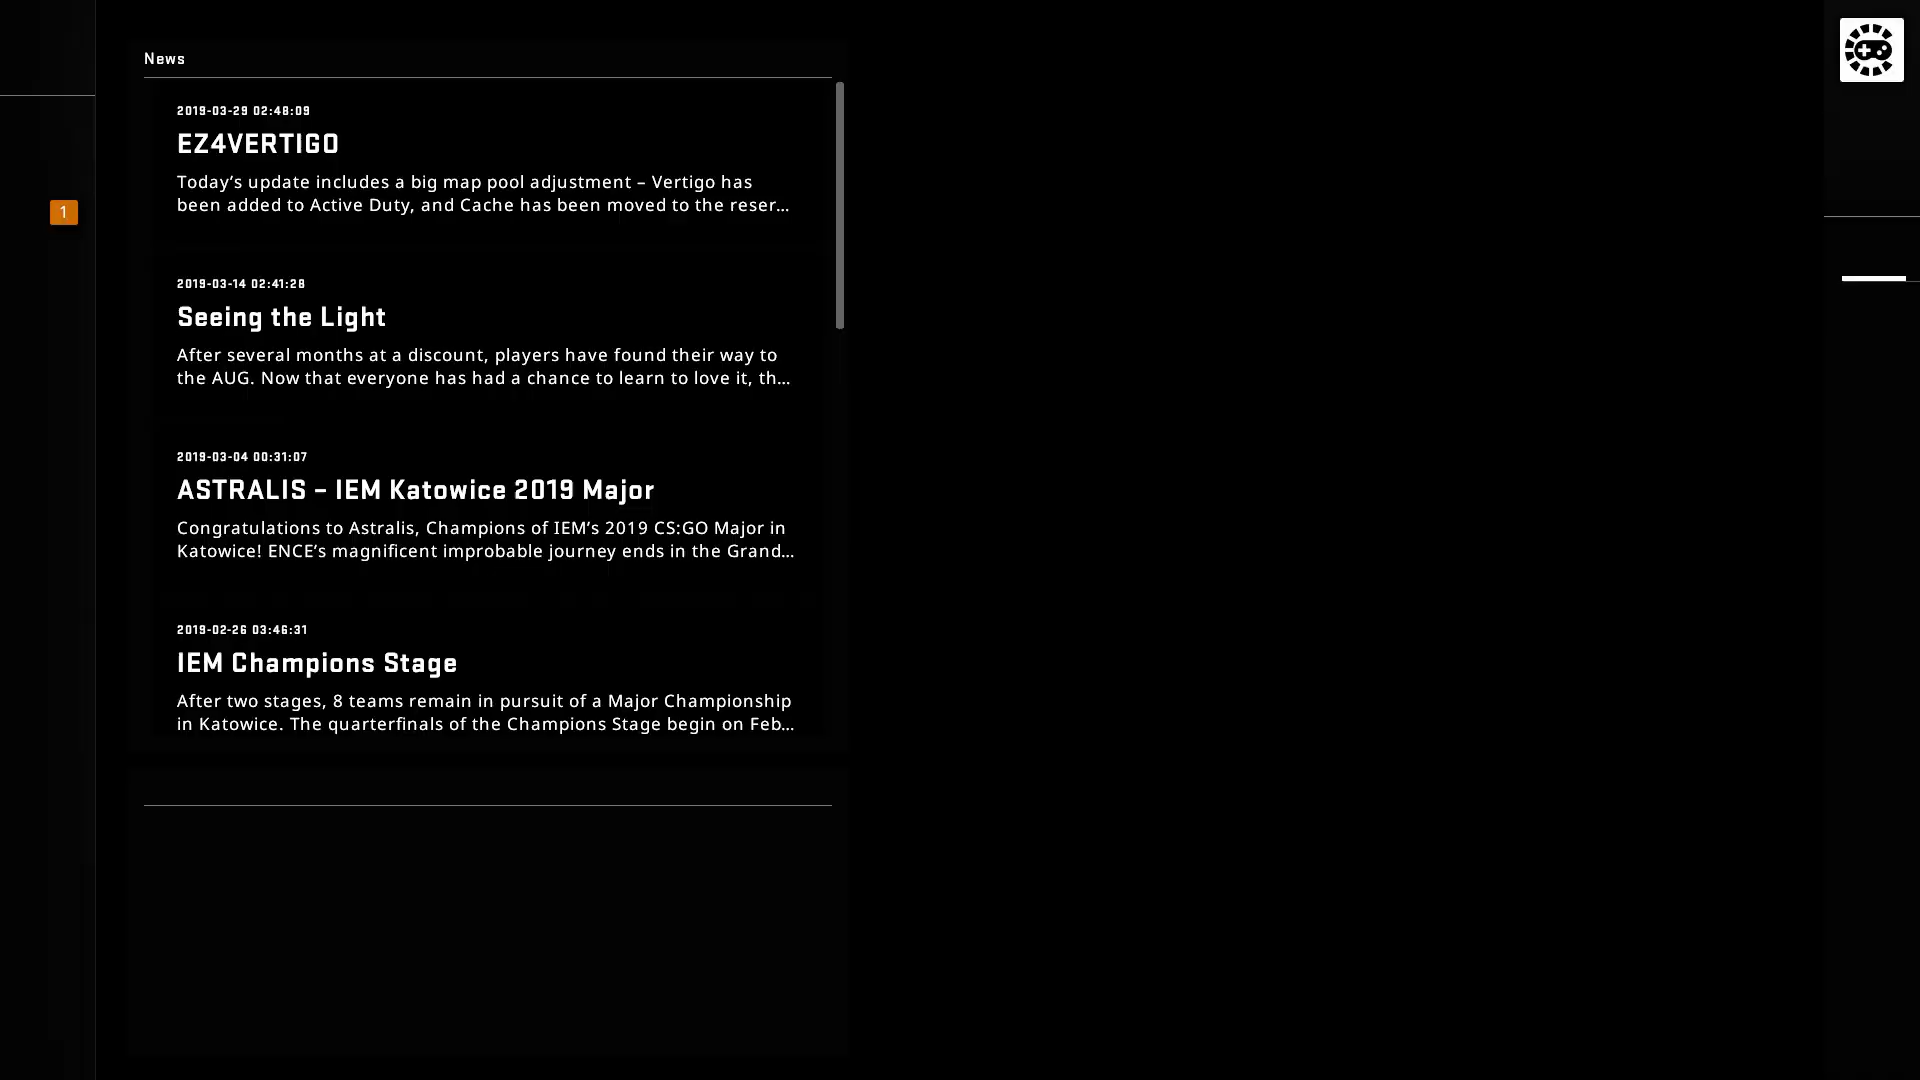 News
2019-03-29 02:48:09
EZ4VERTIGO
Today’s update includes a big map pool adjustment – Vertigo has
been added to Active Duty, and Cache has been moved to the reser...
1
2019-03-14 02:41:28
Seeing the Light
After several months at a discount, players have found their way to
the AUG. Now that everyone has had a chance to learn to love it, th...
2019-03-04 00:31:07
ASTRALIS – IEM Katowice 2019 Major
Congratulations to Astralis, Champions of IEM’s 2019 CS:GO Major in
Katowice! ENCE’s magnificent improbable journey ends in the Grand...
2019-02-26 03:46:31
IEM Champions Stage
After two stages, 8 teams remain in pursuit of a Major Championship
in Katowice. The quarterfinals of the Champions Stage begin on Feb...